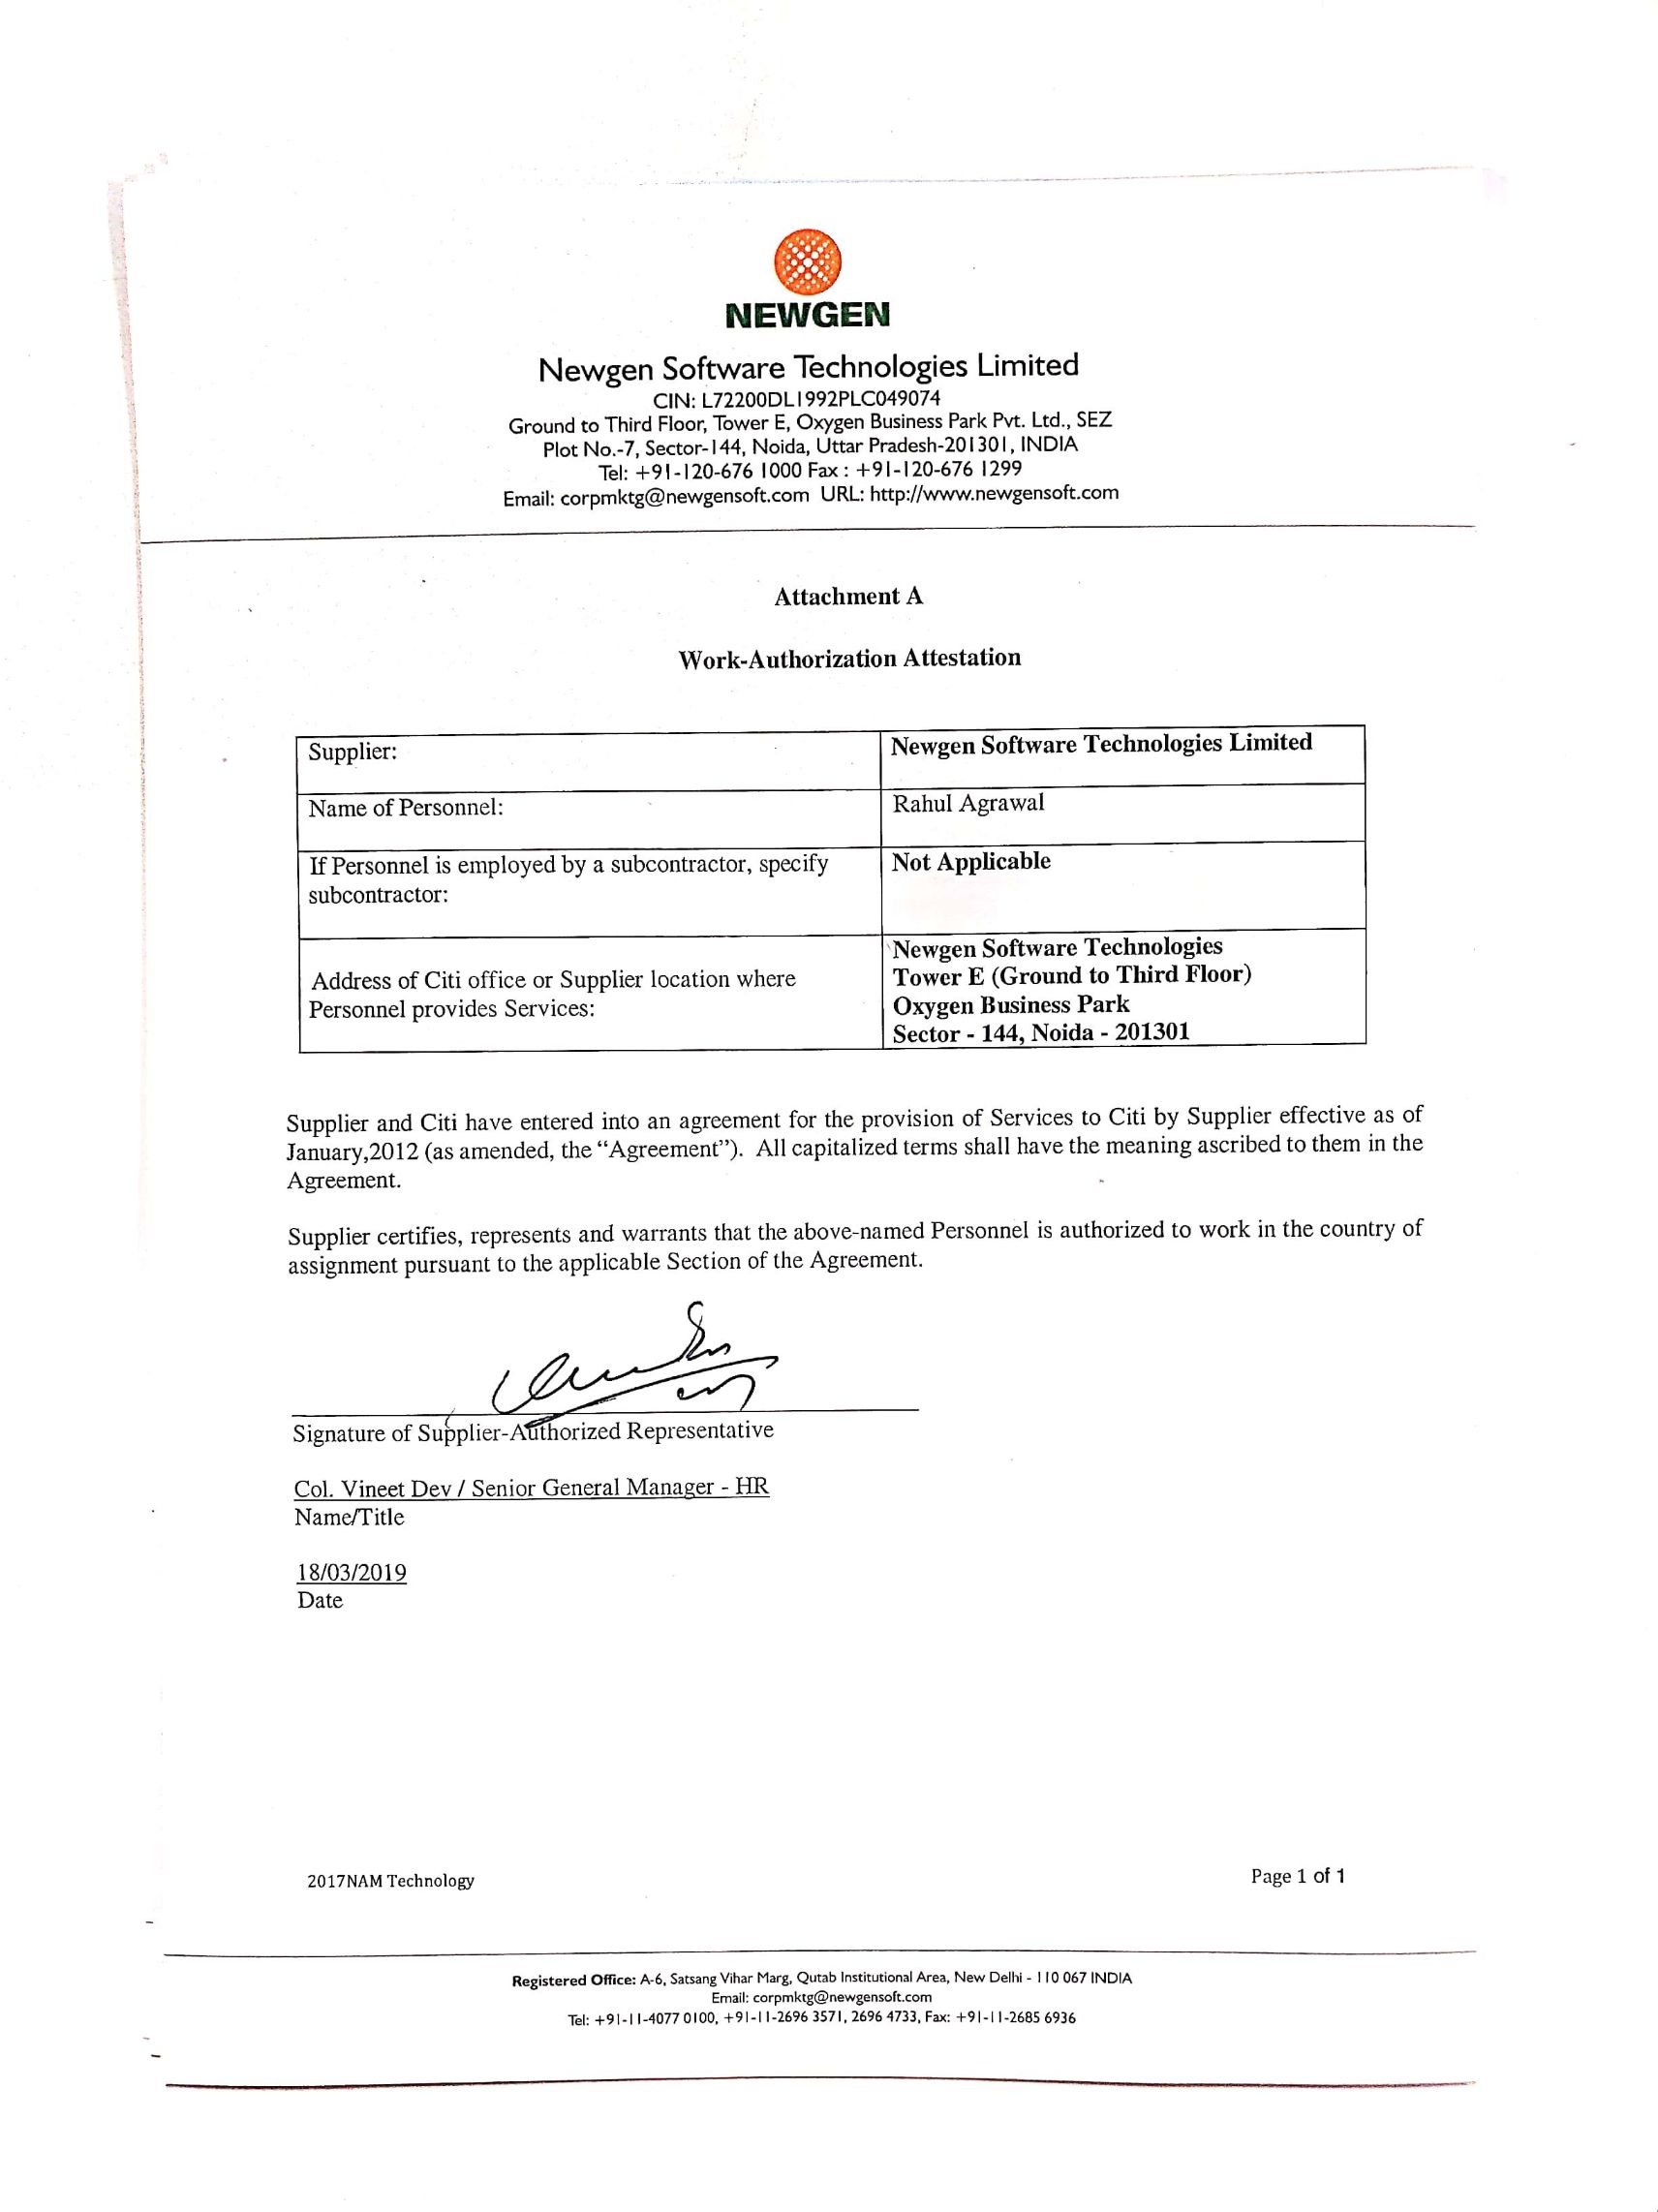 NEWGEN
Newgen Software Technologies Limited
CIN: L72200DL1992PLC049074
Ground to Third Floor, Tower E, Oxygen Business Park Pvt. Ltd., SEZ
Plot No.-7, Sector-144, Noida, Uttar Pradesh-201301, INDIA
Tel: +91-120-676 1000 Fax : +91-120-676 1299
Email: corpmktg@newgensoft.com URL: http://www.newgensoft.com
Attachment A
Work-Authorization Attestation
Supplier: Newgen Software Technologies Limited
Name of Personnel: Rahul Agrawal
If Personnel is employed by a subcontractor, specify Not Applicable
subcontractor:
Newgen Software Technologies
Address of Citi office or Supplier location where Tower E (Ground to Third Floor)
Personnel provides Services: Oxygen Business Park
Sector - 144, Noida - 201301
Supplier and Citi have entered into an agreement for the provision of Services to Citi by Supplier effective as of
January,2012 (as amended, the “Agreement”). All capitalized terms shall have the meaning ascribed to them in the
Agreement.
Supplier certifies, represents and warrants that the above-named Personnel is authorized to work in the country of
assignment pursuant to the applicable Section of the Agreement.
Signature of Supplier-Authorized Representative
Col. Vineet Dev / Senior General Manager - HR
Name/Title
18/03/2019
Date
2017NAM Technology Page 1 of 1
Registered Office: A-6, Satsang Vihar Marg, Qutab Institutional Area, New Delhi - 110 067 INDIA
Email: corpmktg@newgensoft.com
Tel: +91-11-4077 0100, +91-11-2696 3571, 2696 4733, Fax: +91-11-2685 6936